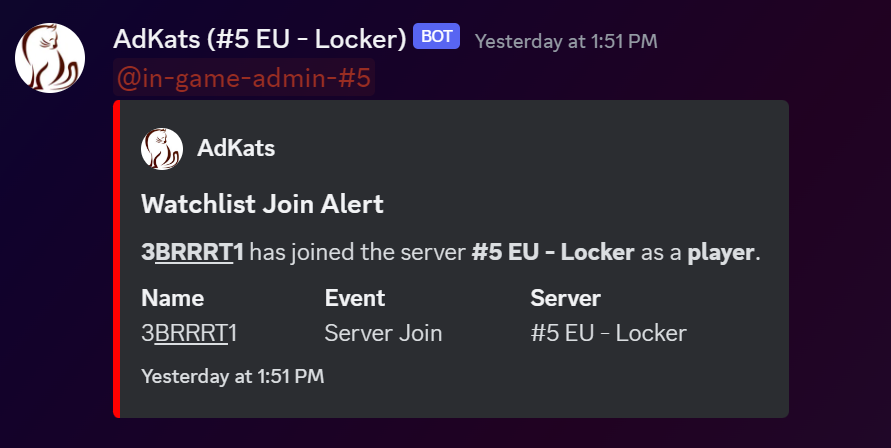 AdKats (#5 EU - Locker) BOT Yesterday at 1:51 PM
@in-game-admin-#5
AdKats
Watchlist Join Alert
3BRRRT1 has joined the server #5 EU - Locker as a player.
Name Event Server
3BRRRT1 Server Join #5 EU - Locker
Yesterday at 1:51 PM